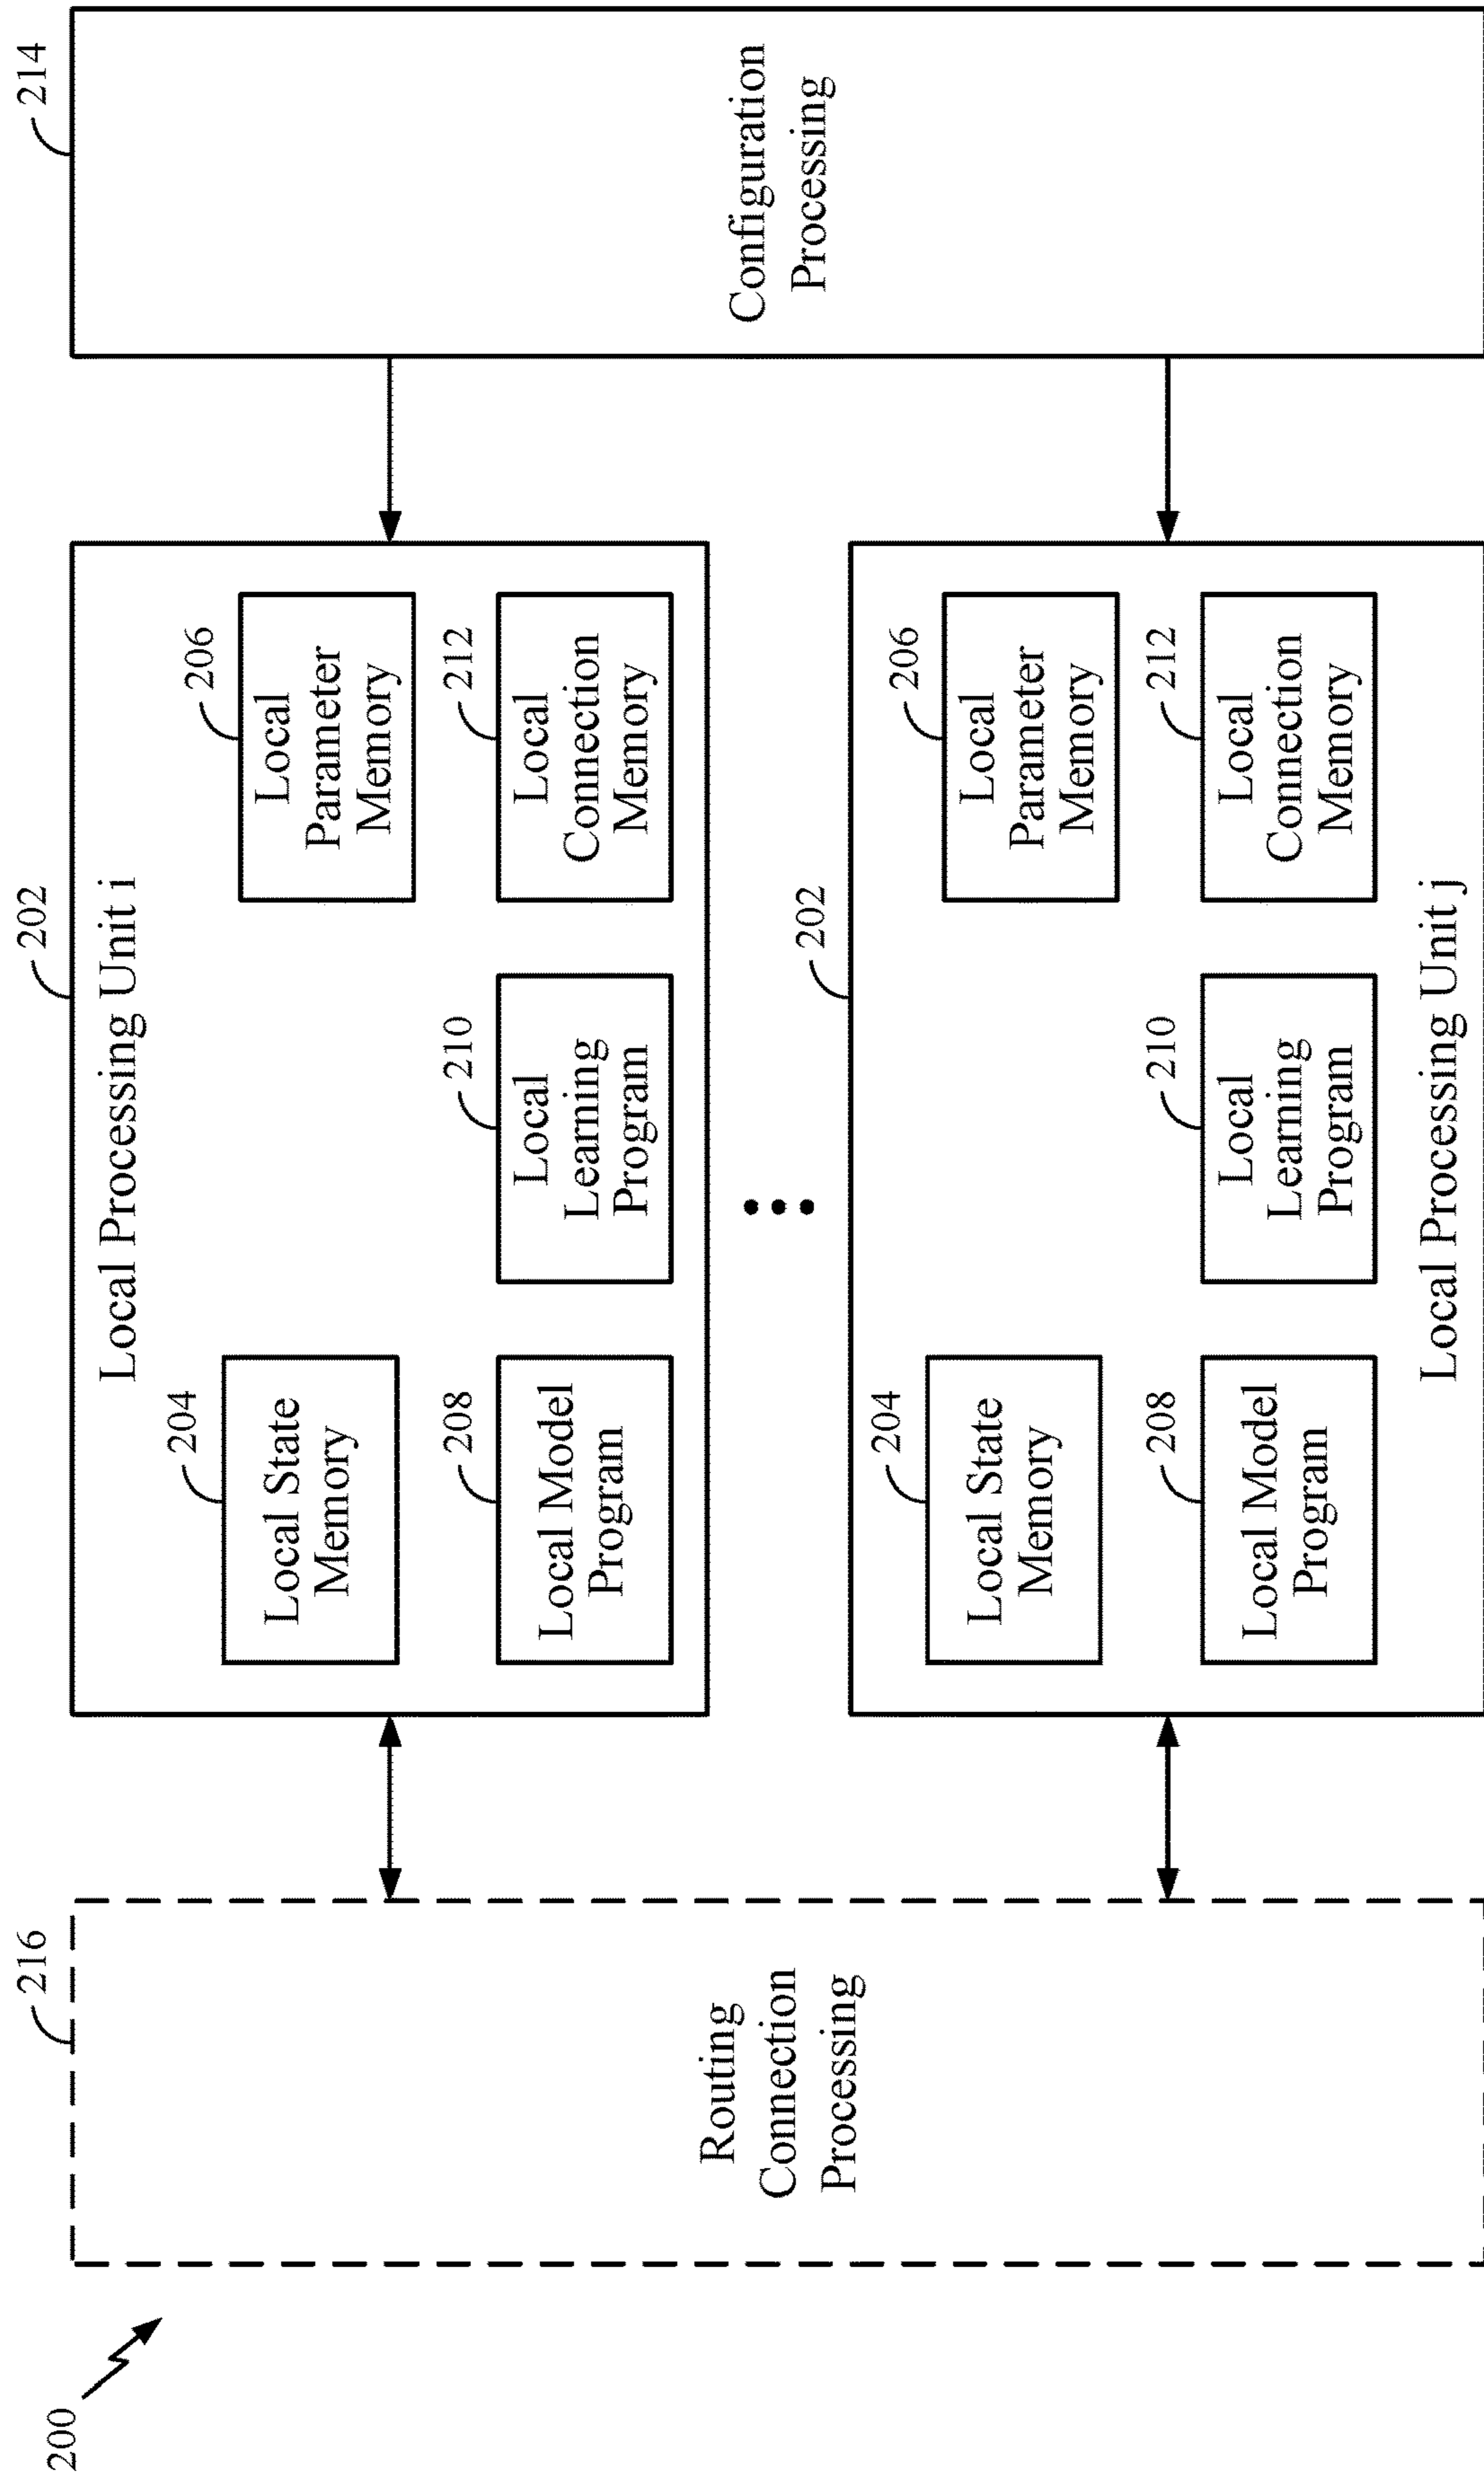 200
216
Routing
Connection
Processing
202
Local Processing Unit i
204
Local State
Memory
206
Local
Parameter
Memory
208
Local Model
Program
210
Local
Learning
Program
212
Local
Connection
Memory
202
204
Local State
Memory
206
Local
Parameter
Memory
208
Local Model
Program
210
Local
Learning
Program
212
Local
Connection
Memory
Local Processing Unit j
214
Configuration
Processing